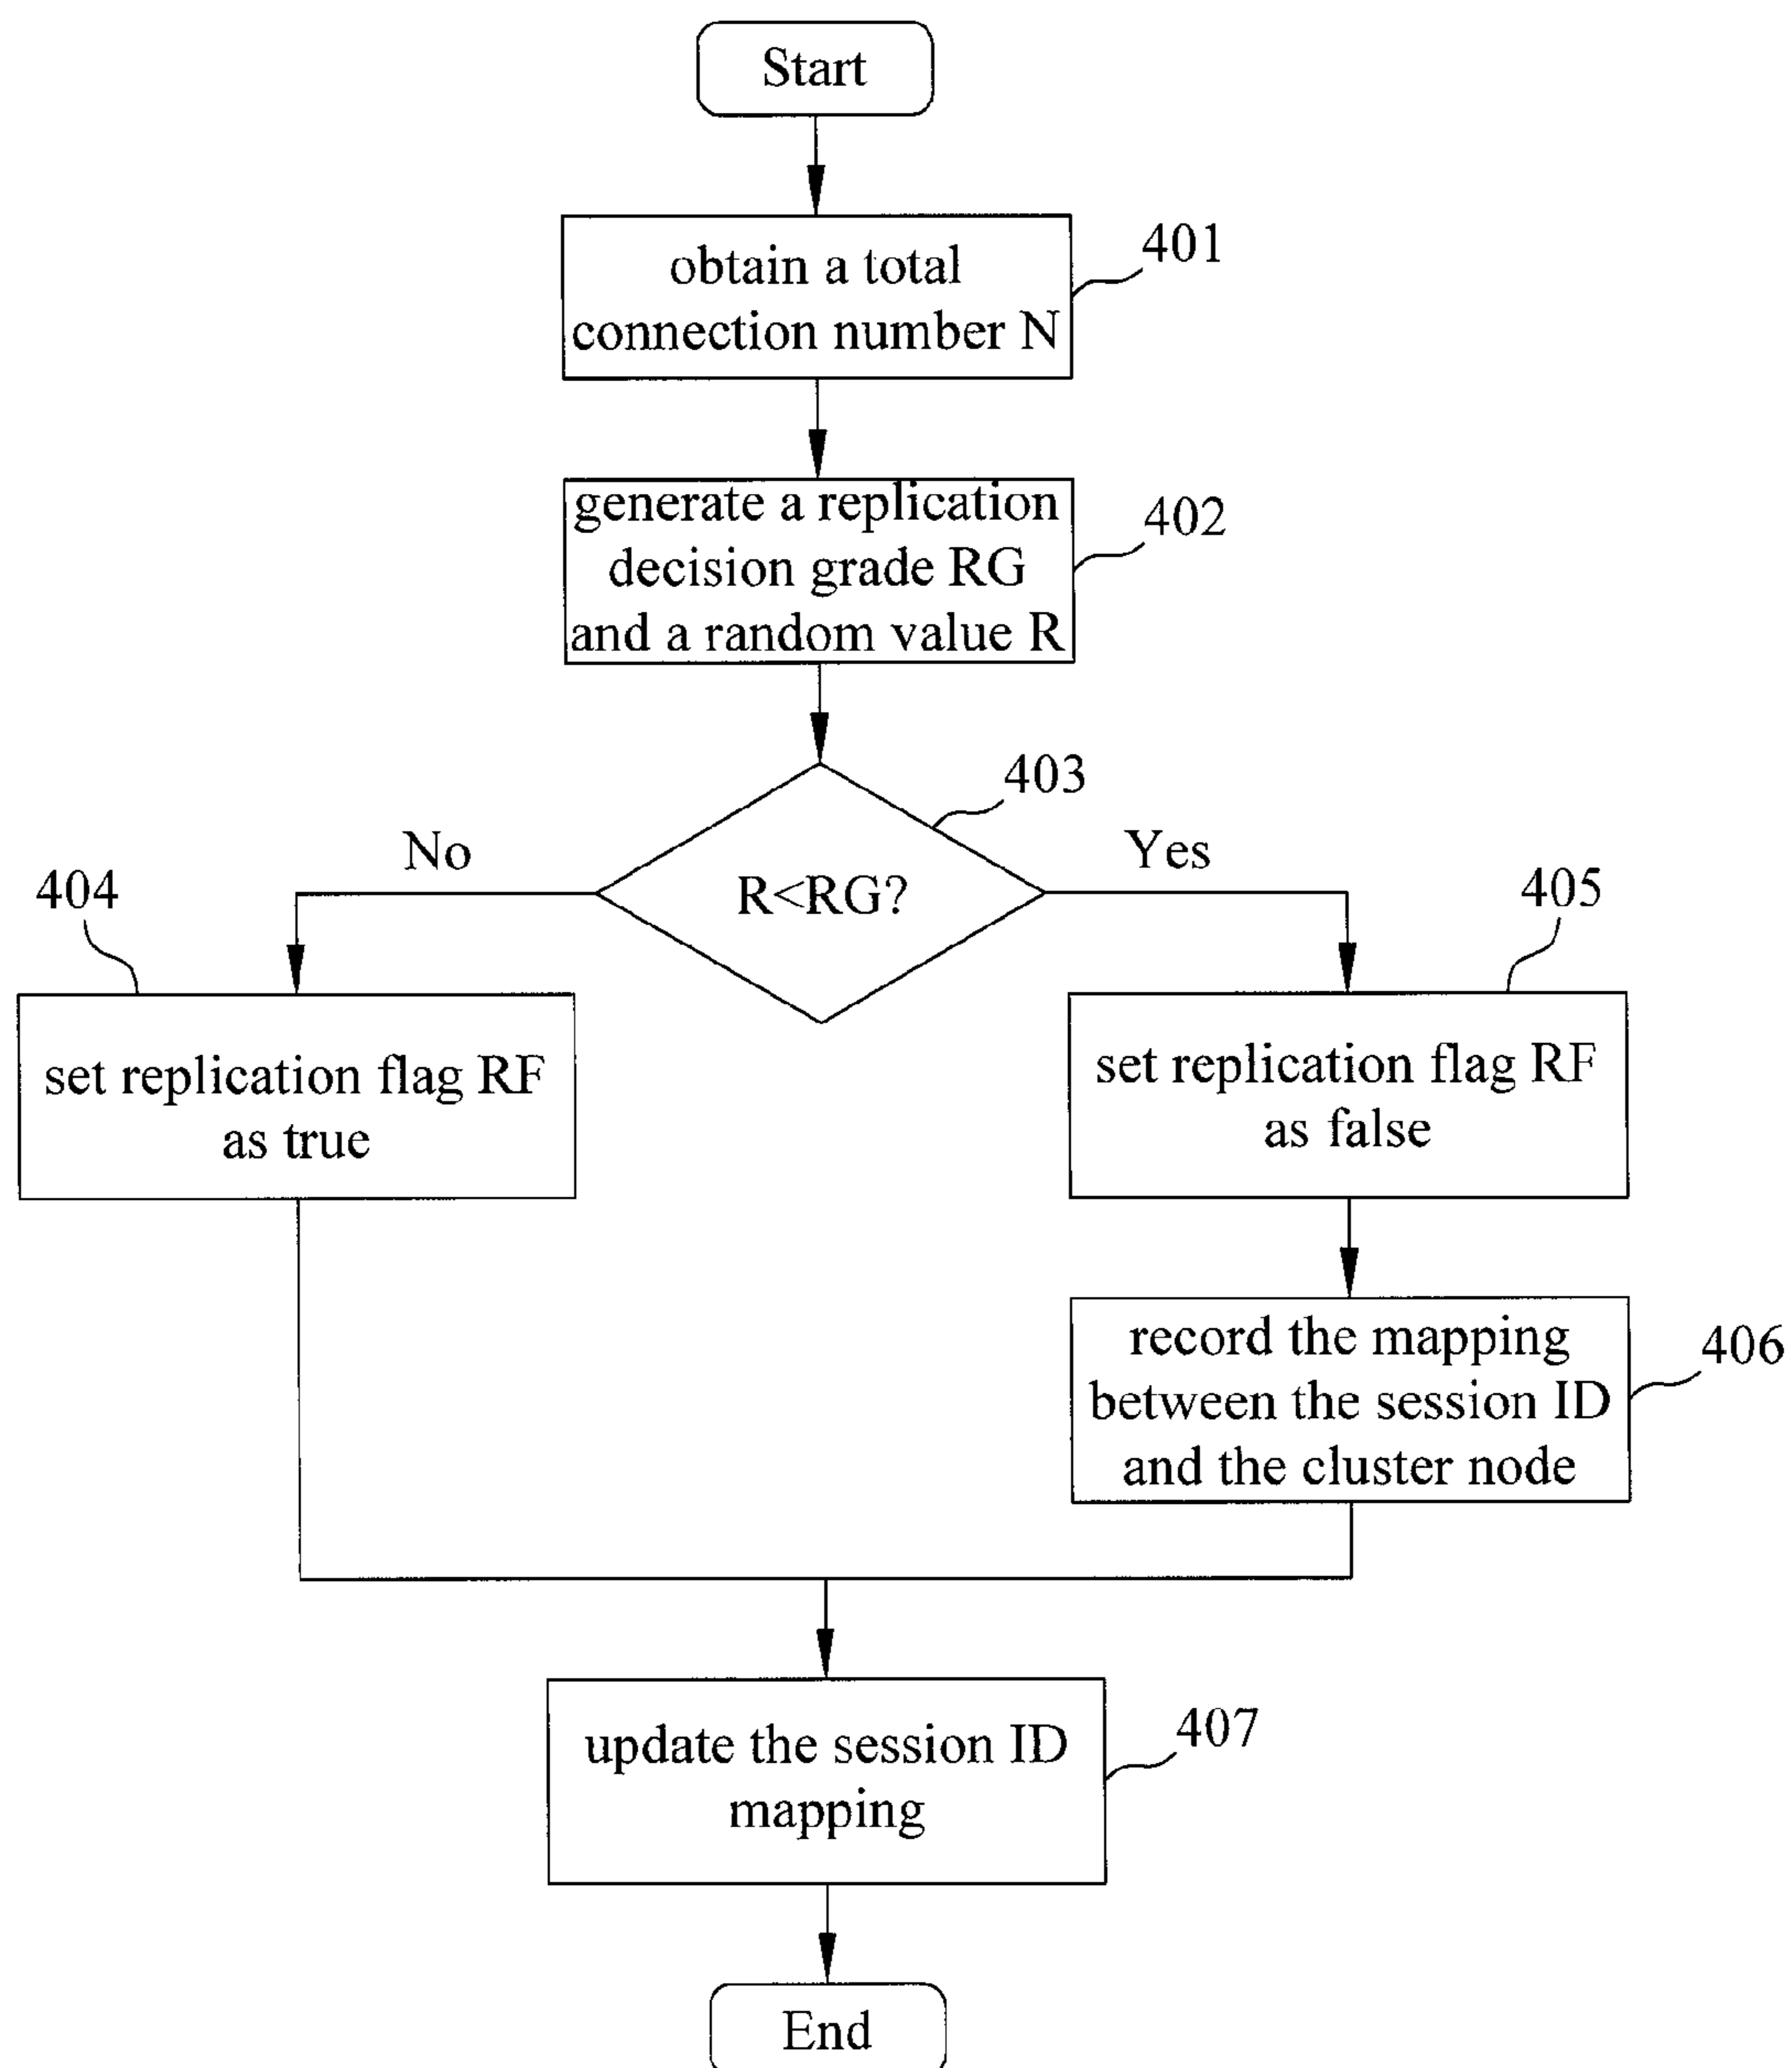 Start
obtain a total
connection number N
401
generate a replication
decision grade RG
and a random value R
402
403
R<RG?
No
Yes
404
set replication flag RF
as true
405
set replication flag RF
as false
record the mapping
between the session ID
and the cluster node
406
update the session ID
mapping
407
End